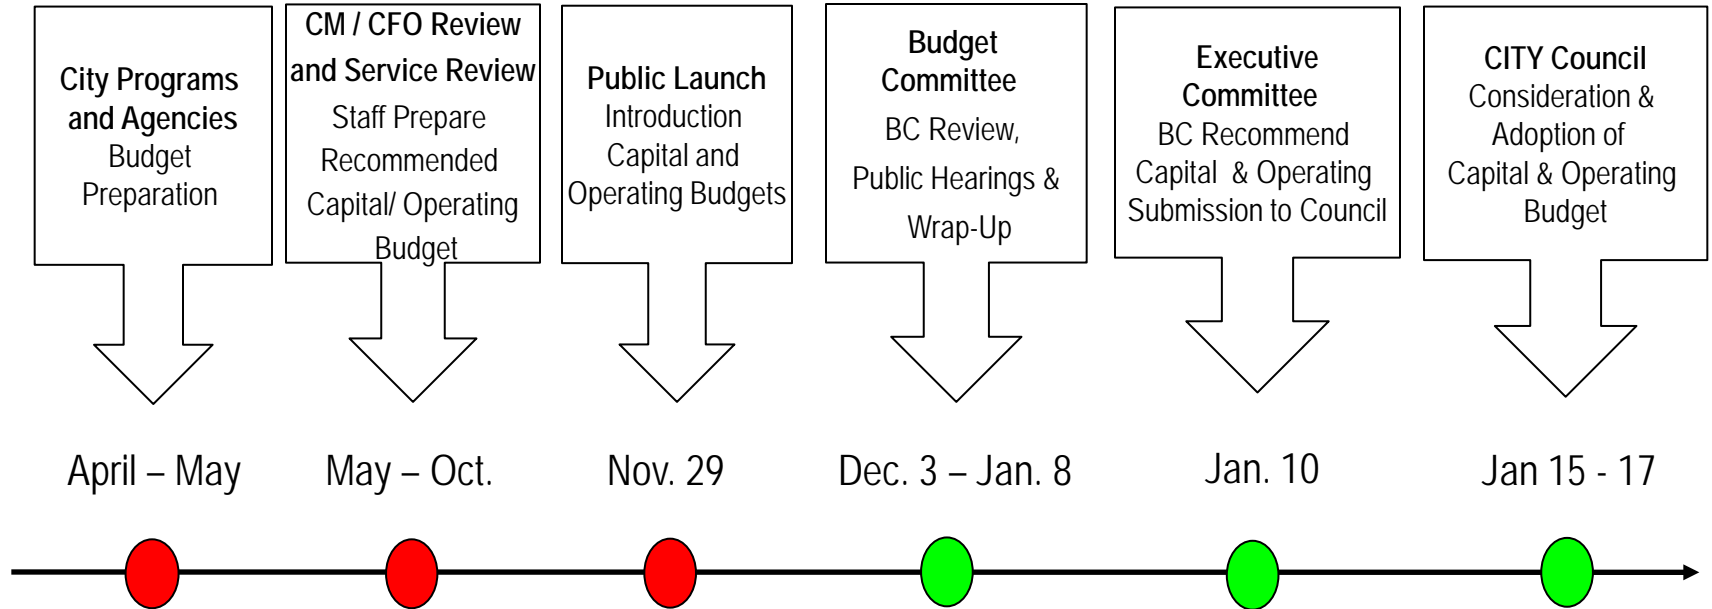 City Programs
and Agencies
Budget
Preparation
CM / CFO Review
and Service Review
Staff Prepare
Recommended
Capital/ Operating
Budget
Public Launch
Introduction
Capital and
Operating Budgets
Budget
Committee
BC Review,
Public Hearings &
Wrap-Up
Executive
Committee
BC Recommend
Capital & Operating
Submission to Council
CITY Council
Consideration &
Adoption of
Capital & Operating
Budget
April – May
May – Oct.
Nov. 29
Dec. 3 – Jan. 8
Jan. 10
Jan 15 - 17